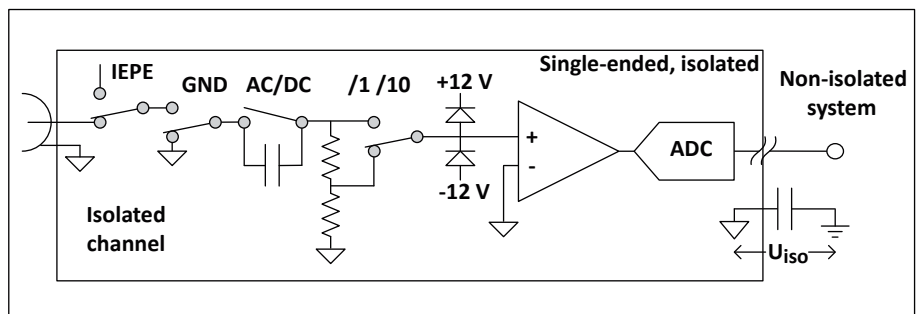 IEPE
GND
AC/DC
/1 /10
+12 V
-12 V
Single-ended, isolated
Non-isolated
system
+
-
ADC
Isolated
channel
Uiso